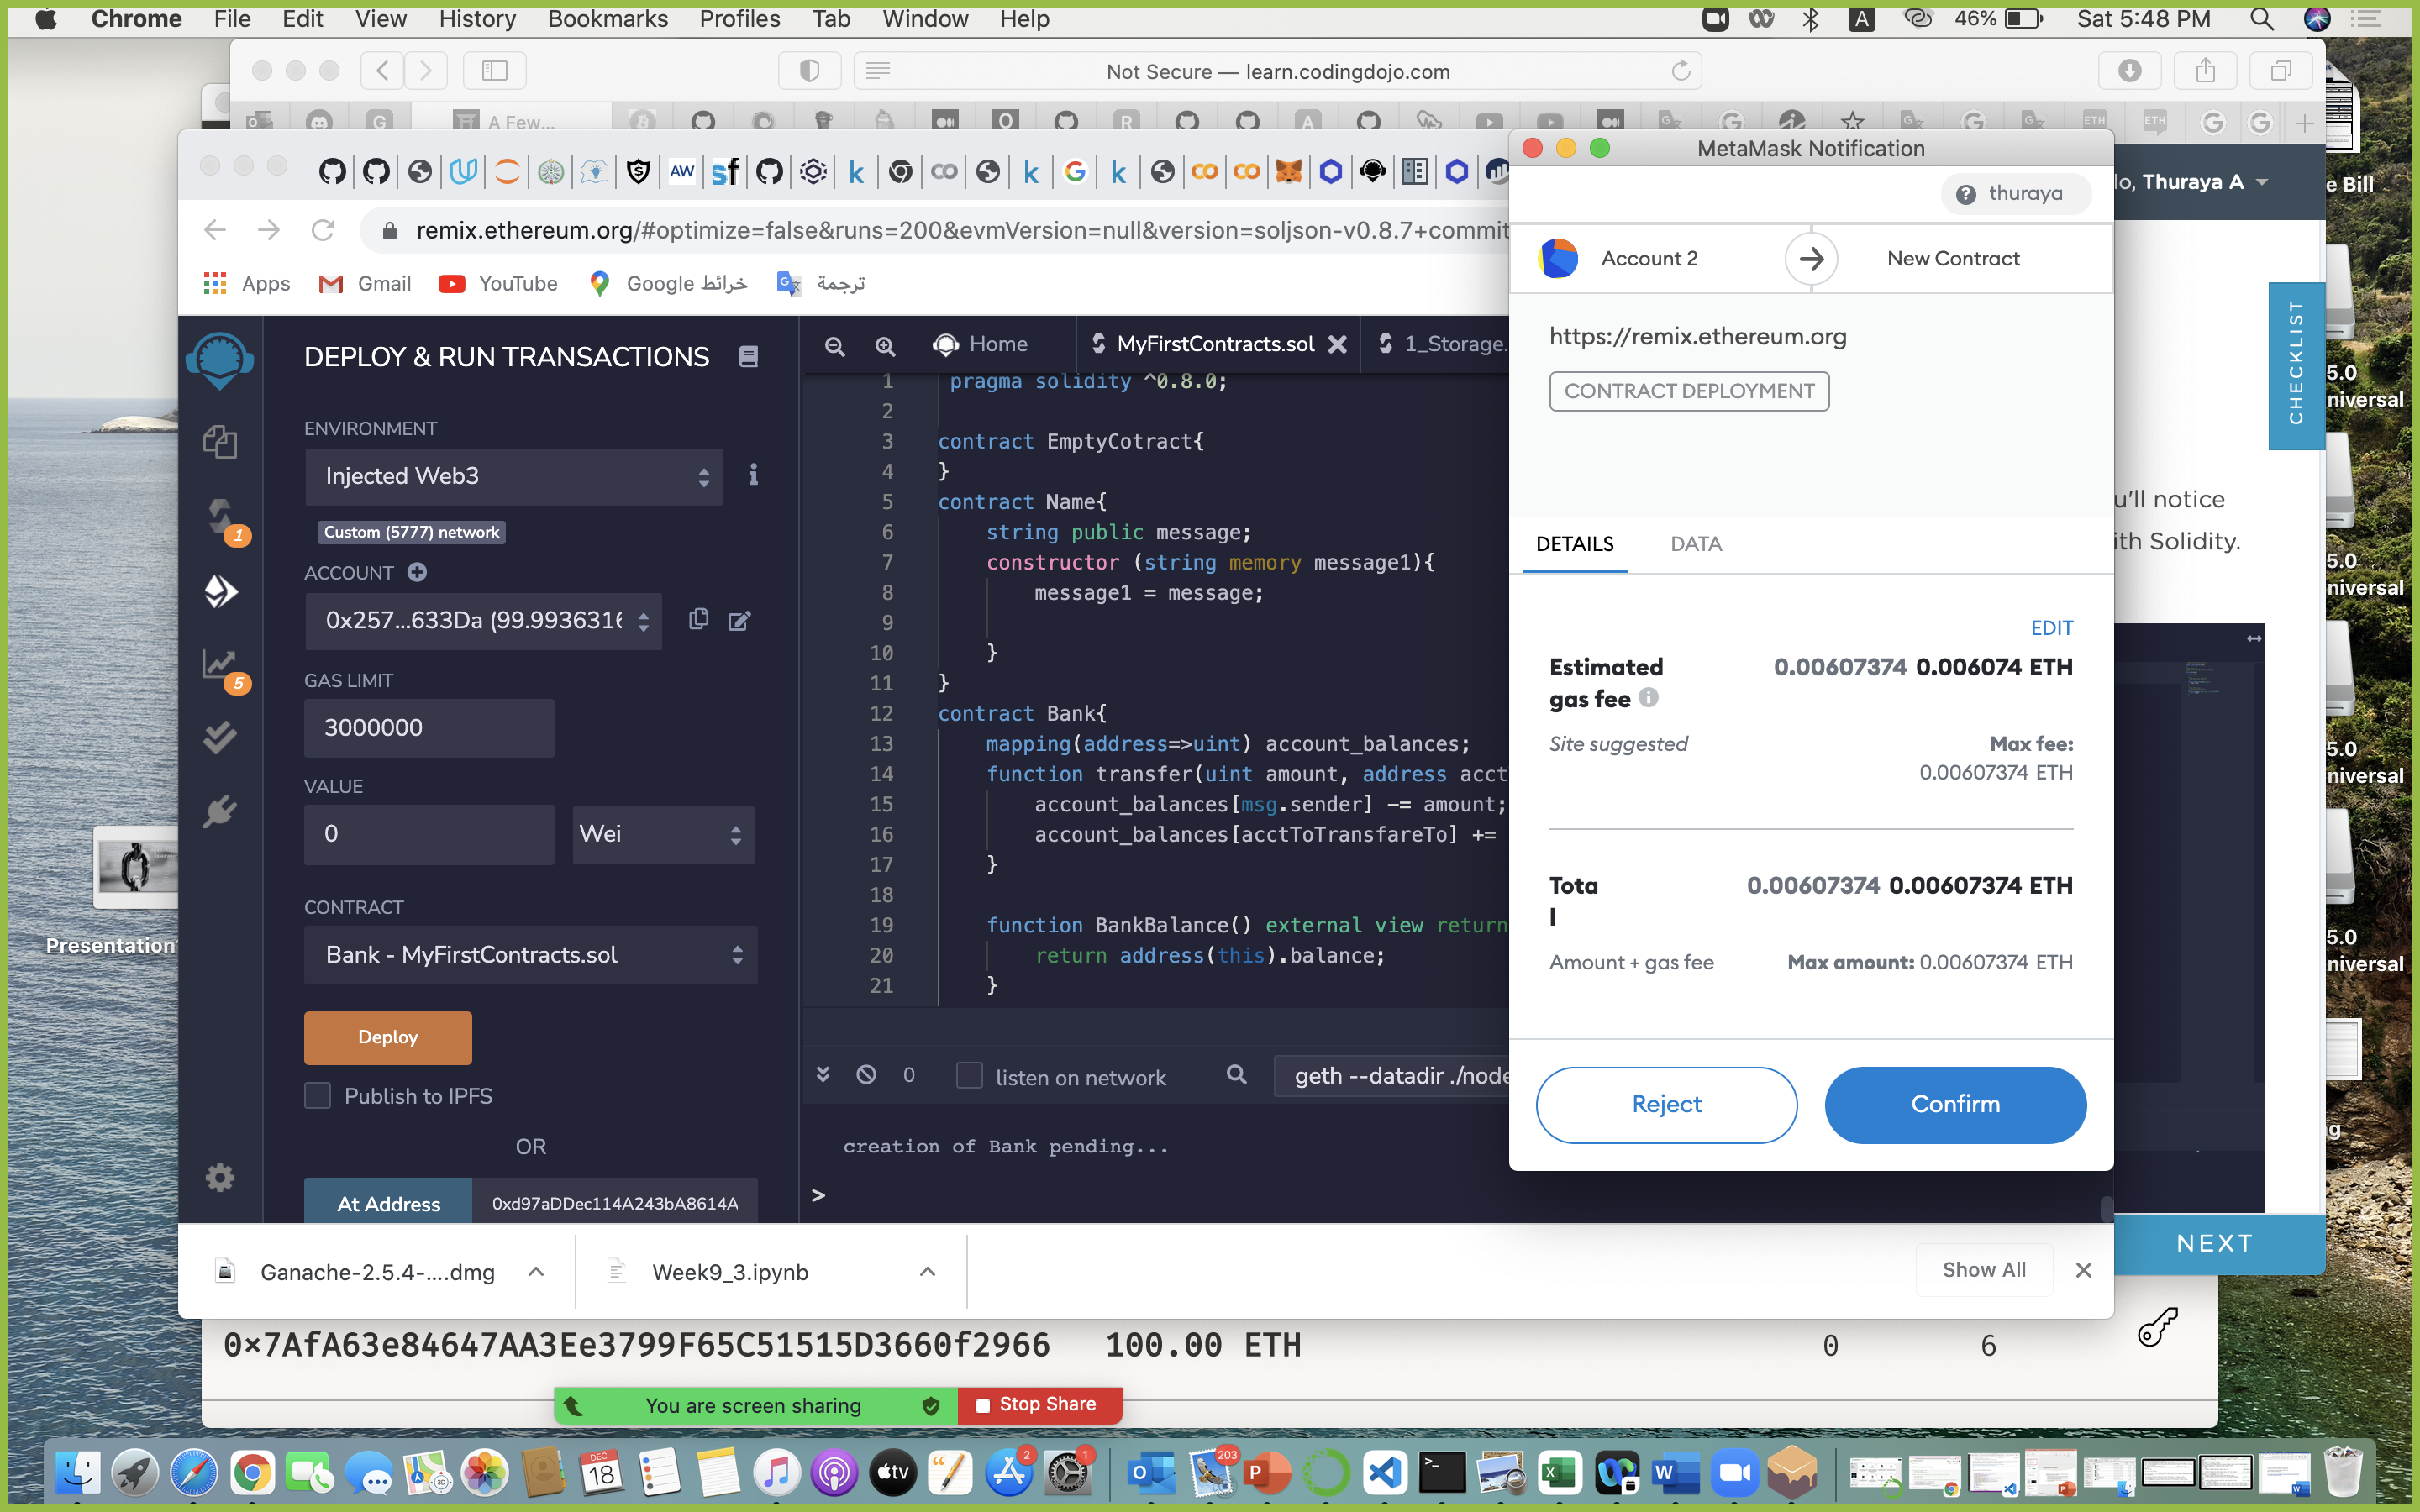 Chrome File Edit View History Bookmarks Profiles Tab Window Help
46% Sat 5:48 PM
Not Secure — learn.codingdojo.com
A Few...
MetaMask Notification
thuraya
lo, Thuraya A
e Bill
remix.ethereum.org/#optimize=false&runs=200&evmVersion=null&version=soljson-v0.8.7+commit
Account 2
New Contract
Apps Gmail YouTube Google خرائط ترجمة
https://remix.ethereum.org
CONTRACT DEPLOYMENT
CHECKLIST
DEPLOY & RUN TRANSACTIONS
Home MyFirstContracts.sol 1_Storage.
ENVIRONMENT
Injected Web3
Custom (5777) network
ACCOUNT
0x257...633Da (99.9936316
GAS LIMIT
3000000
VALUE
0 Wei
CONTRACT
Bank - MyFirstContracts.sol
Deploy
Publish to IPFS
OR
At Address 0xd97aDDec114A243bA8614A
1
5
1 pragma solidity ^0.8.0;
2
3 contract EmptyCotract{
4 }
5 contract Name{
6 string public message;
7 constructor (string memory message1){
8 message1 = message;
9
10 }
11 }
12 contract Bank{
13 mapping(address=>uint) account_balances;
14 function transfer(uint amount, address acct
15 account_balances[msg.sender] -= amount;
16 account_balances[acctToTransfareTo] +=
17 }
18
19 function BankBalance() external view return
20 return address(this).balance;
21 }
0 listen on network geth --datadir ./node
creation of Bank pending...
>
DETAILS DATA
EDIT
Estimated gas fee 0.00607374 0.006074 ETH
Site suggested Max fee:
0.00607374 ETH
Total 0.00607374 0.00607374 ETH
Amount + gas fee Max amount: 0.00607374 ETH
Reject Confirm
u'll notice
ith Solidity.
5.0
niversal
5.0
niversal
5.0
niversal
5.0
niversal
g
NEXT
Presentation
Ganache-2.5.4-....dmg Week9_3.ipynb Show All
0x7AfA63e84647AA3Ee3799F65C51515D3660f2966 100.00 ETH 0 6
You are screen sharing Stop Share
DEC
18
tv
2
1
203